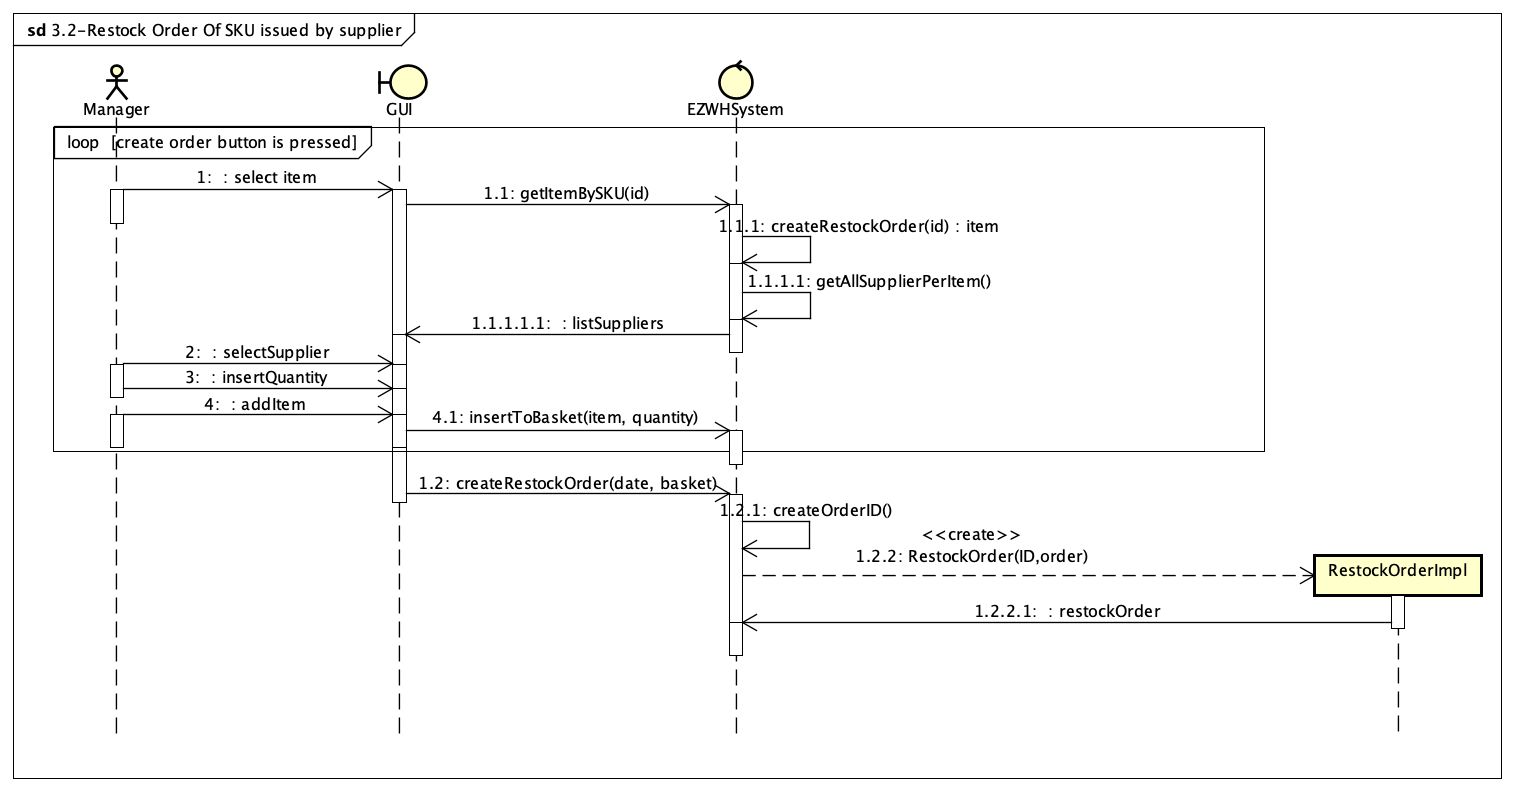 sd 3.2-Restock Order Of SKU issued by supplier
Manager
GUI
EZWHSystem
loop [create order button is pressed]
1: : select item
1.1: getItemBySKU(id)
1.1.1: createRestockOrder(id) : item
1.1.1.1: getAllSupplierPerItem()
1.1.1.1.1: : listSuppliers
2: : selectSupplier
3: : insertQuantity
4: : addItem
4.1: insertToBasket(item, quantity)
1.2: createRestockOrder(date, basket)
1.2.1: createOrderID()
<<create>>
1.2.2: RestockOrder(ID,order)
RestockOrderImpl
1.2.2.1: : restockOrder